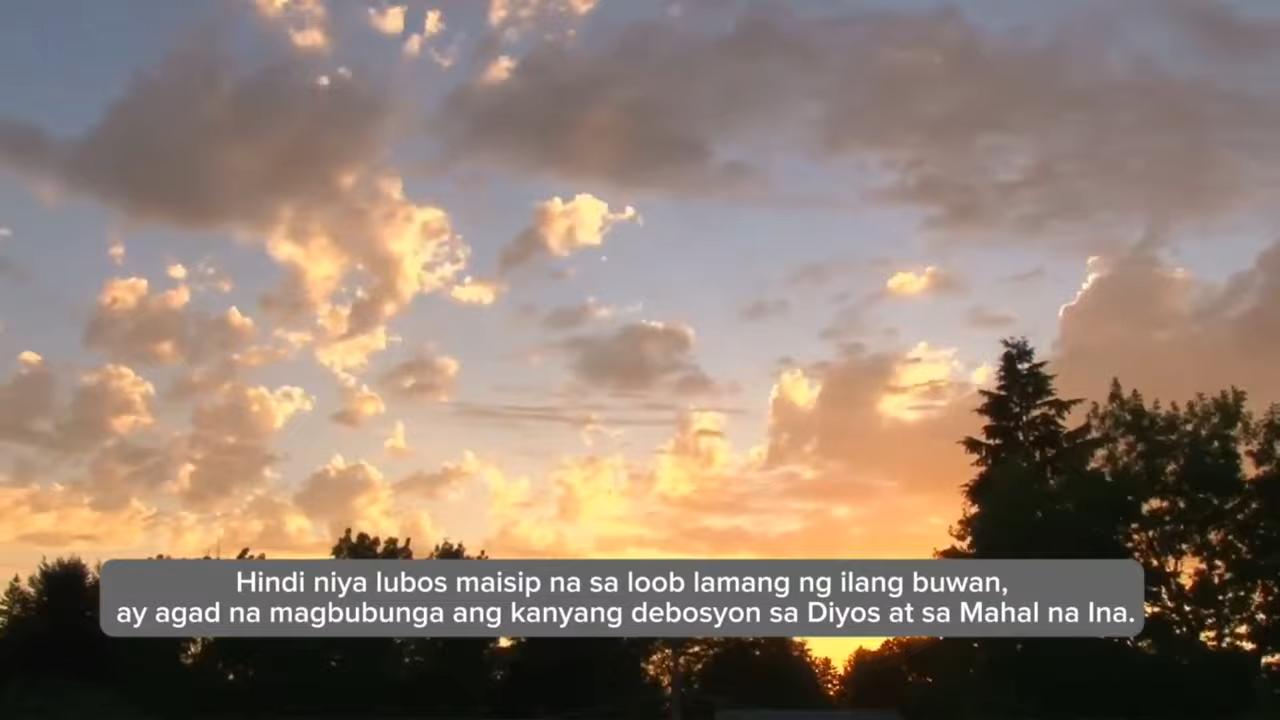 Hindi niya lubos maisip na sa loob lamang ng ilang buwan,
ay agad na magbubunga ang kanyang debosyon sa Diyos at sa Mahal na Ina.